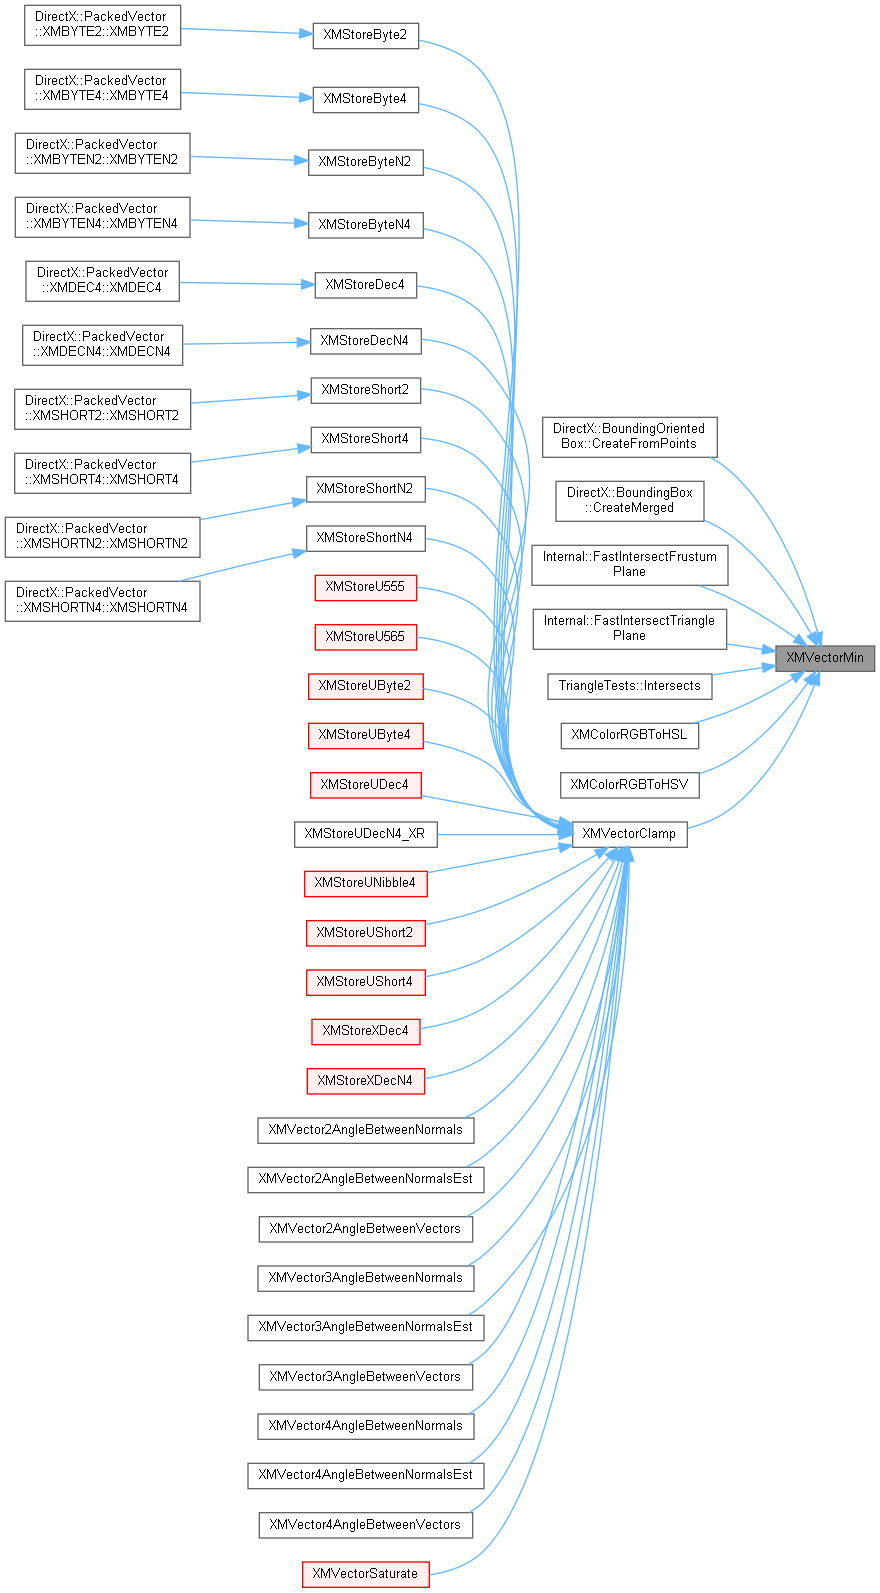 DirectX::PackedVector
::XMBYTE2::XMBYTE2
DirectX::PackedVector
::XMBYTE4::XMBYTE4
DirectX::PackedVector
::XMBYTEN2::XMBYTEN2
DirectX::PackedVector
::XMBYTEN4::XMBYTEN4
DirectX::PackedVector
::XMDEC4::XMDEC4
DirectX::PackedVector
::XMDECN4::XMDECN4
DirectX::PackedVector
::XMSHORT2::XMSHORT2
DirectX::PackedVector
::XMSHORT4::XMSHORT4
DirectX::PackedVector
::XMSHORTN2::XMSHORTN2
DirectX::PackedVector
::XMSHORTN4::XMSHORTN4
XMStoreByte2
XMStoreByte4
XMStoreByteN2
XMStoreByteN4
XMStoreDec4
XMStoreDecN4
XMStoreShort2
XMStoreShort4
XMStoreShortN2
XMStoreShortN4
XMStoreU555
XMStoreU565
XMStoreUByte2
XMStoreUByte4
XMStoreUDec4
XMStoreUDecN4_XR
XMStoreUNibble4
XMStoreUShort2
XMStoreUShort4
XMStoreXDec4
XMStoreXDecN4
XMVector2AngleBetweenNormals
XMVector2AngleBetweenNormalsEst
XMVector2AngleBetweenVectors
XMVector3AngleBetweenNormals
XMVector3AngleBetweenNormalsEst
XMVector3AngleBetweenVectors
XMVector4AngleBetweenNormals
XMVector4AngleBetweenNormalsEst
XMVector4AngleBetweenVectors
XMVectorSaturate
DirectX::BoundingOriented
Box::CreateFromPoints
DirectX::BoundingBox
::CreateMerged
Internal::FastIntersectFrustum
Plane
Internal::FastIntersectTriangle
Plane
TriangleTests::Intersects
XMColorRGBToHSL
XMColorRGBToHSV
XMVectorClamp
XMVectorMin